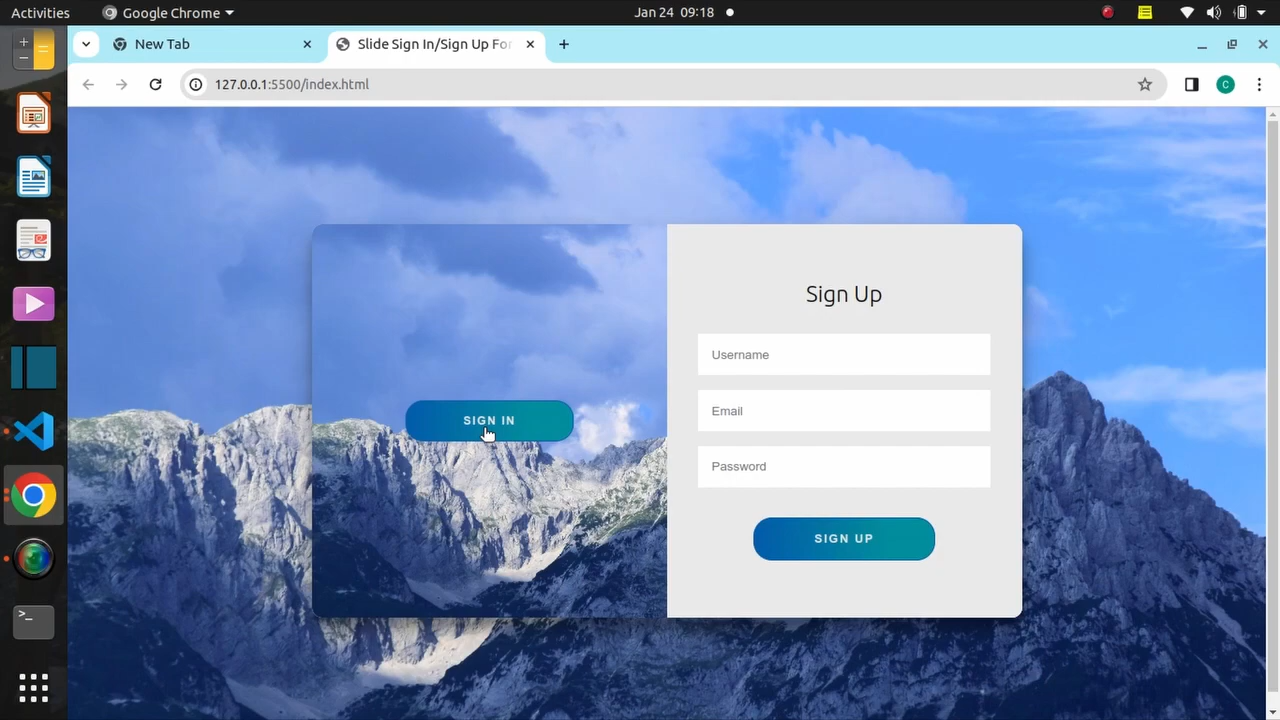 Activities
Google Chrome
Jan 24 09:18
New Tab
Slide Sign In/Sign Up For
127.0.0.1:5500/index.html
C
Sign Up
Username
Email
Password
SIGN IN
SIGN UP
>_